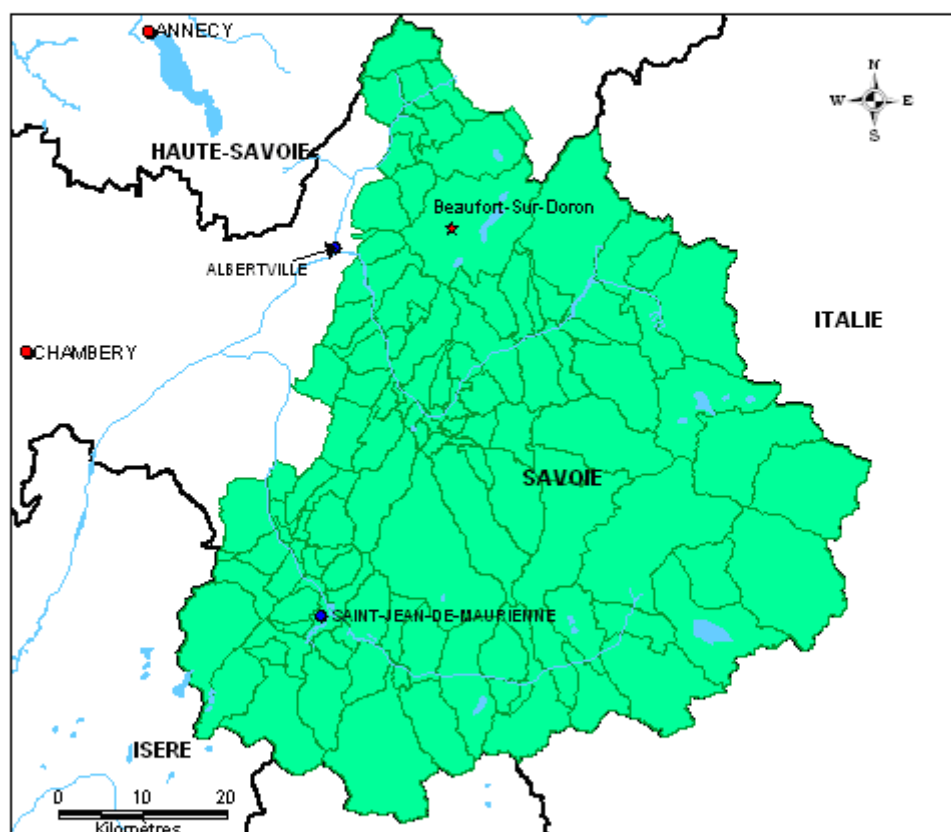 ANNECY
N
W E
S
HAUTE-SAVOIE
Beaufort-Sur-Doron
ALBERTVILLE
ITALIE
CHAMBERY
SAVOIE
SAINT-JEAN-DE-MAURIENNE
ISERE
0 10 20
Kilomètres